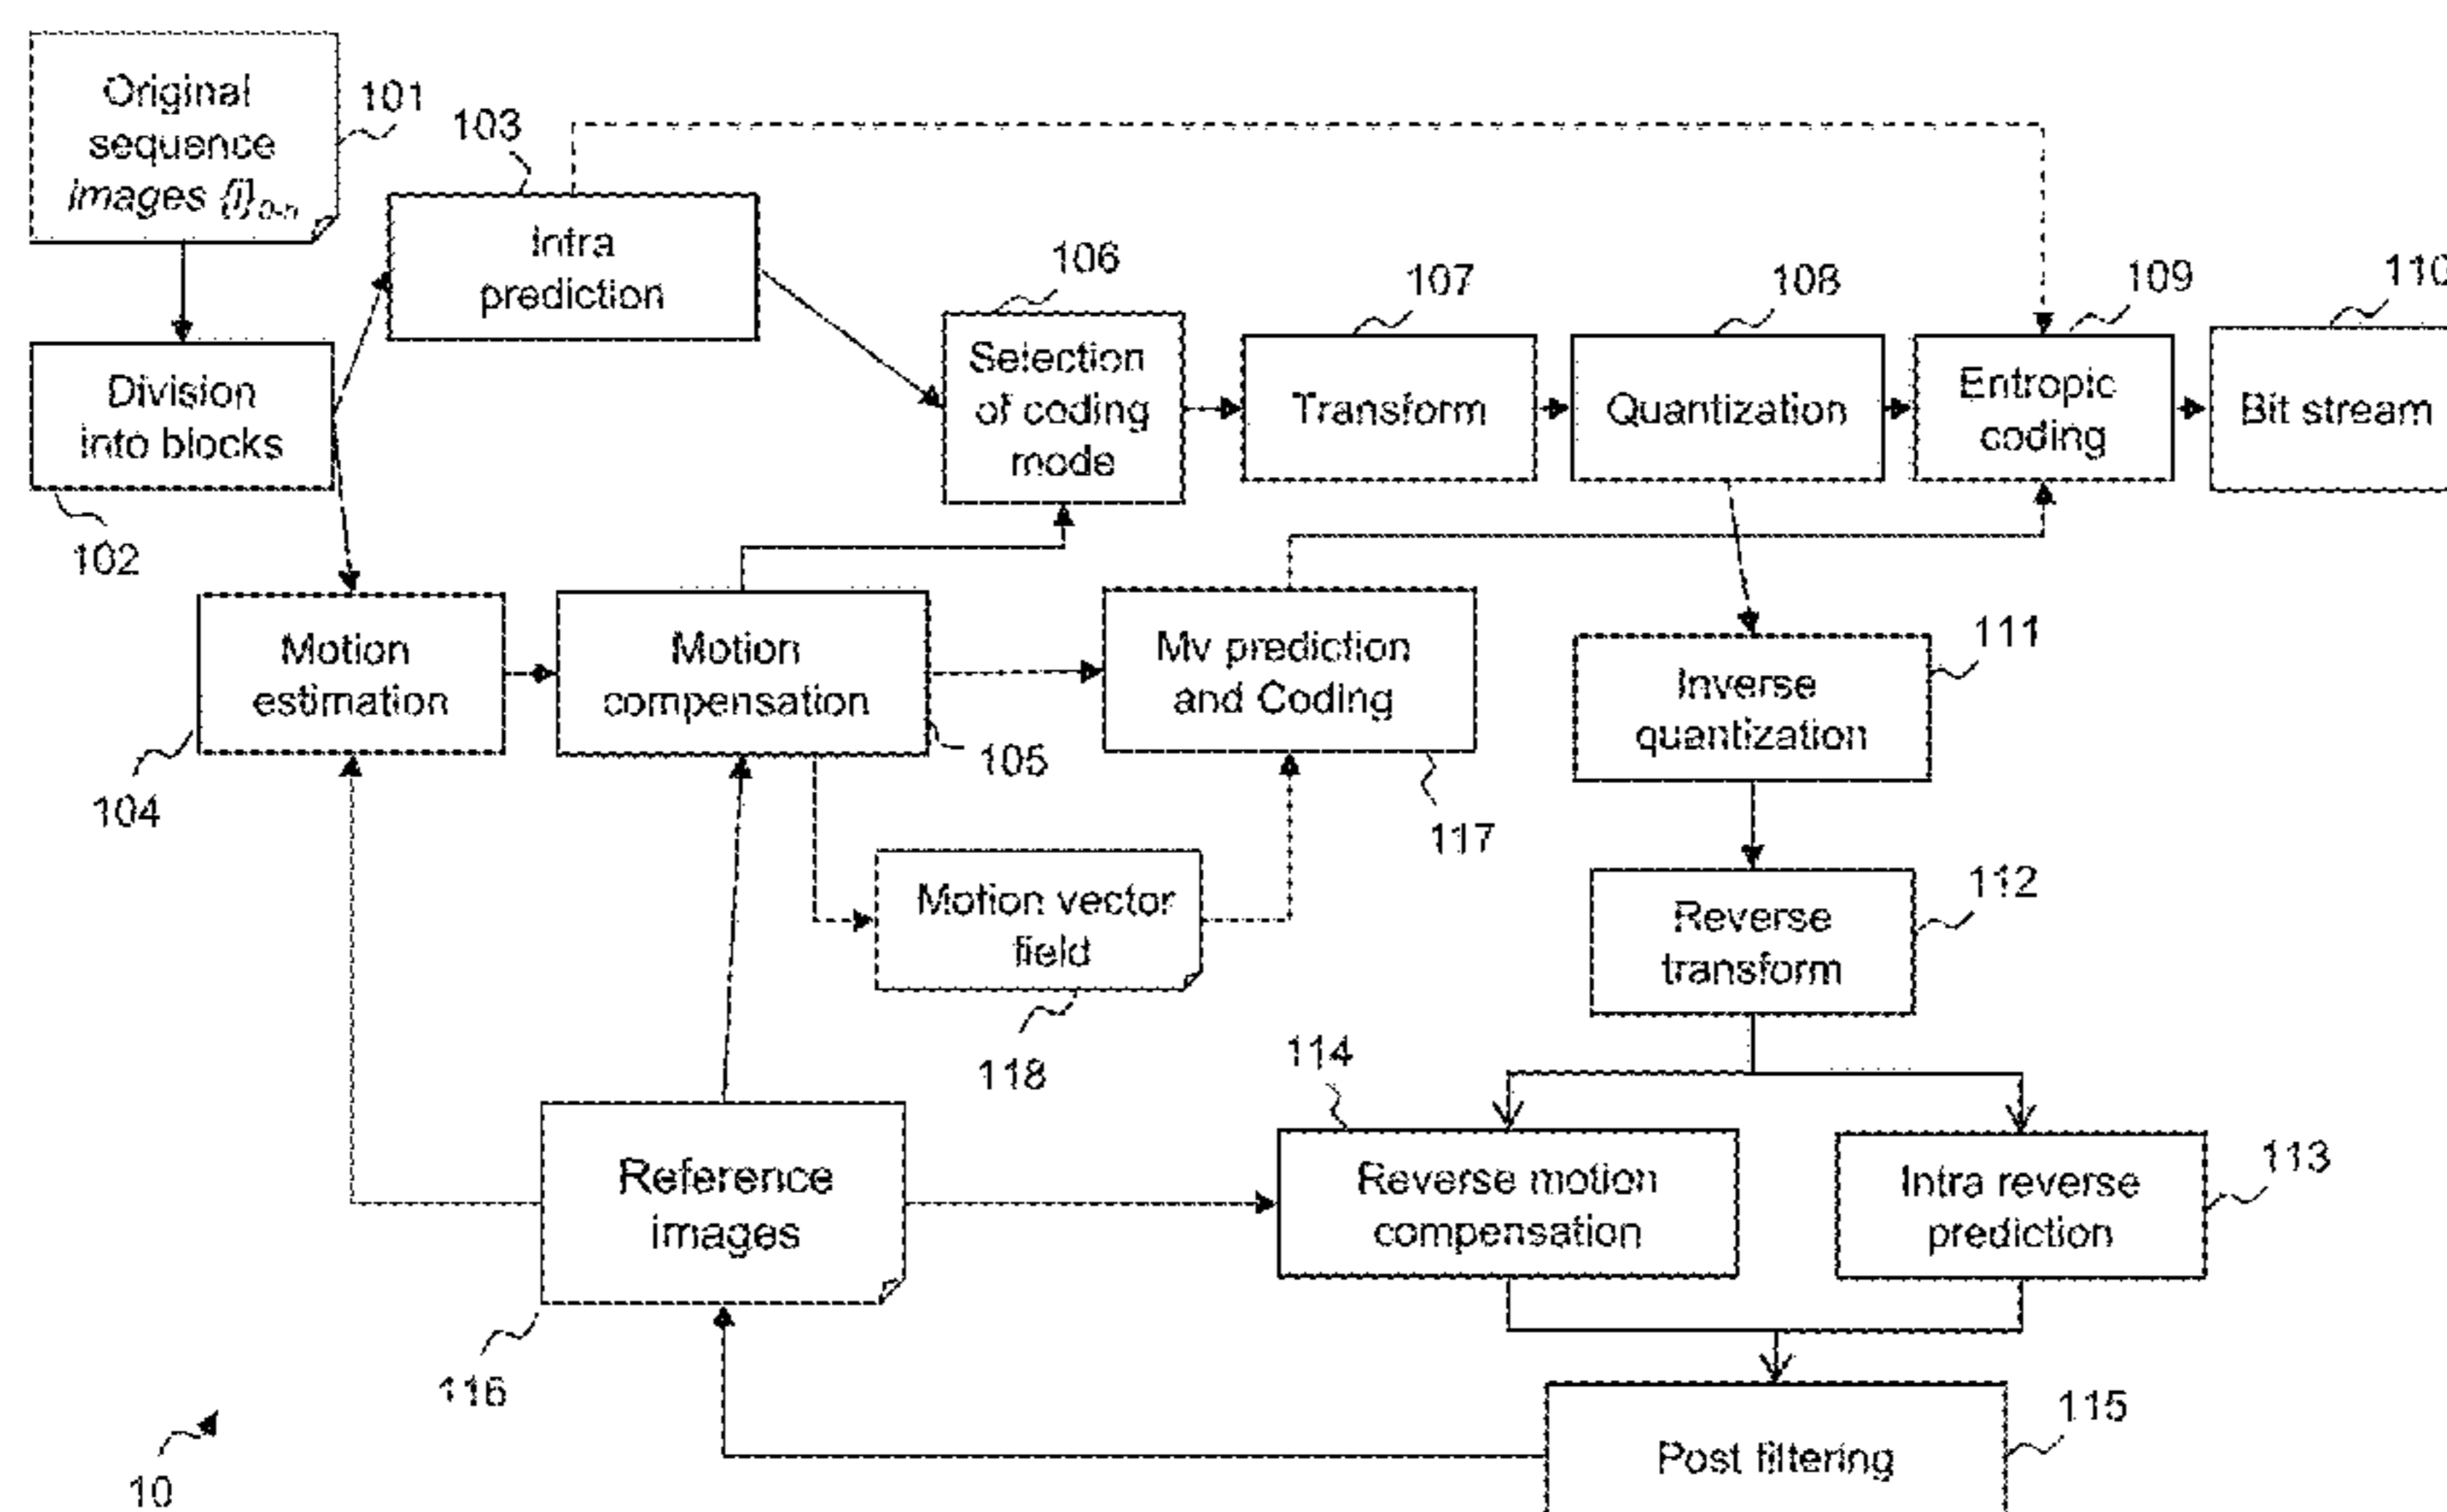 Original
sequence
images {i}0-n
101
103
Intra
prediction
Division
into blocks
102
106
Selection
of coding
mode
107
Transform
108
Quantization
109
Entropic
coding
110
Bit stream
Motion
estimation
104
Motion
compensation
105
Mv prediction
and Coding
117
Motion vector
field
118
111
Inverse
quantization
112
Reverse
transform
114
Reverse motion
compensation
113
Intra reverse
prediction
Reference
images
116
115
Post filtering
10